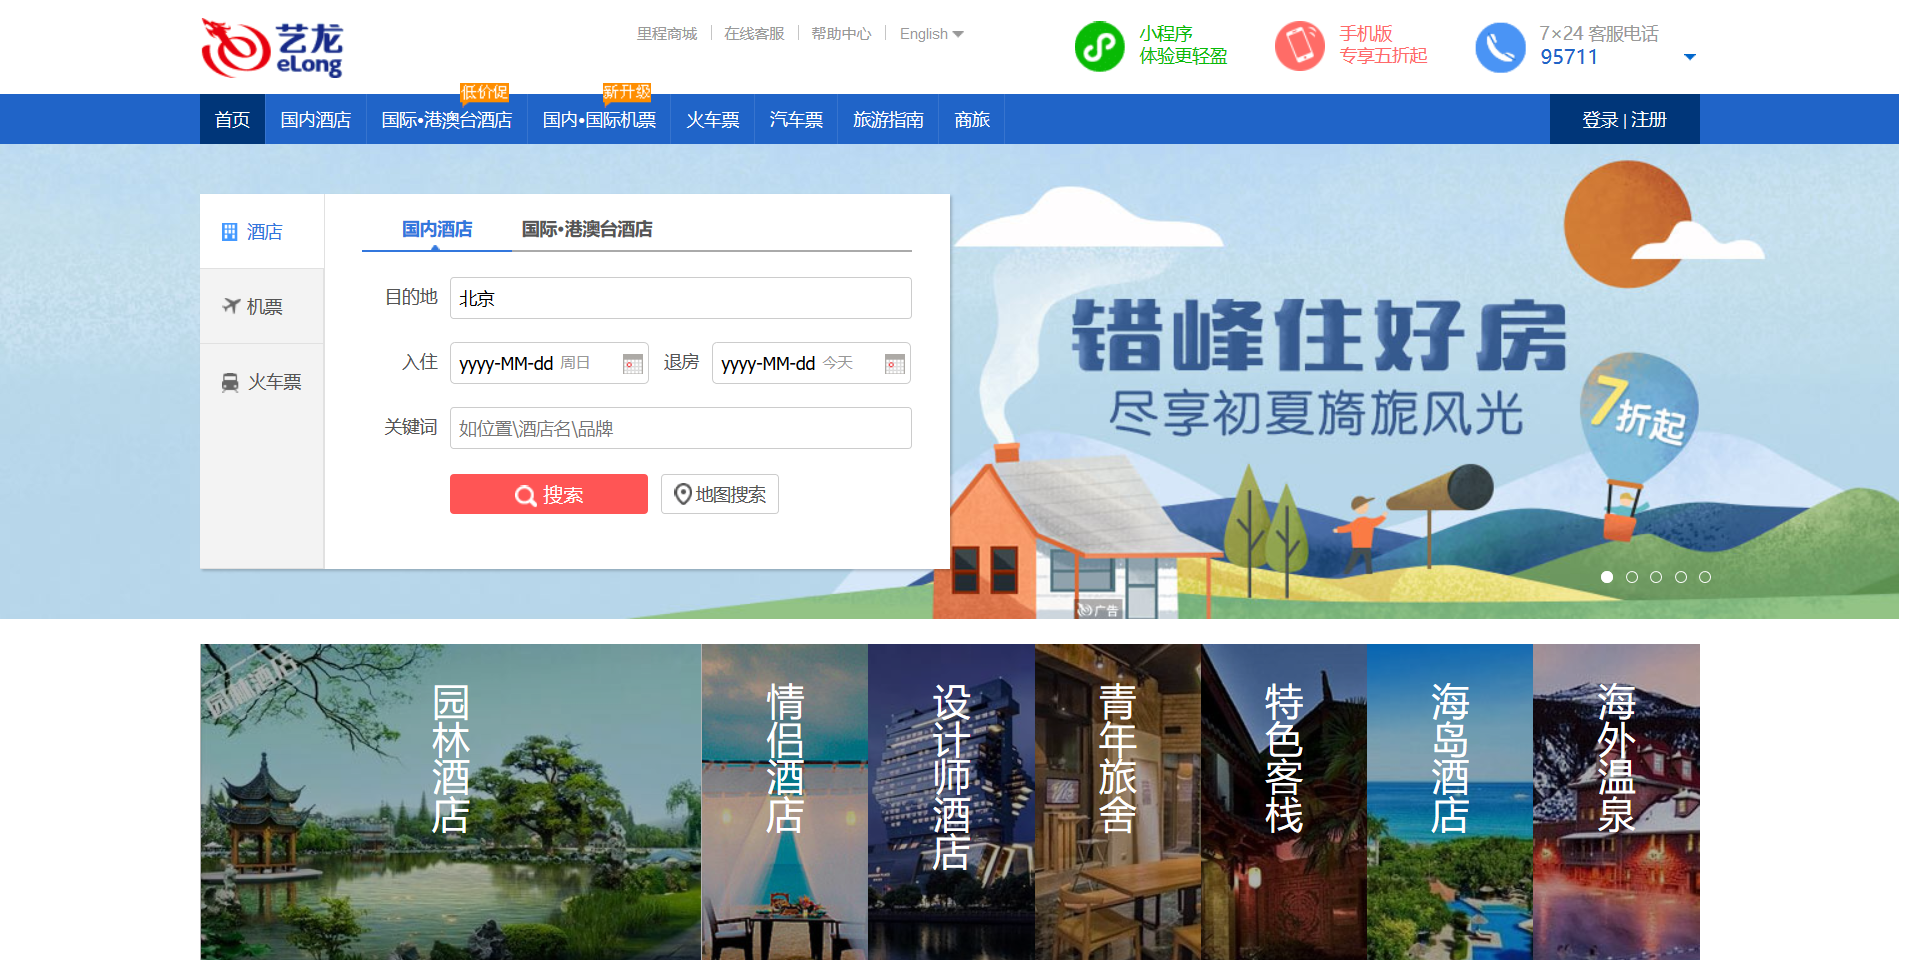 艺龙
eLong
里程商城
在线客服
帮助中心
English
小程序
体验更轻盈
手机版
专享五折起
7×24 客服电话
95711
低价促
新升级
首页
国内酒店
国际•港澳台酒店
国内•国际机票
火车票
汽车票
旅游指南
商旅
登录 | 注册
酒店
机票
火车票
国内酒店
国际•港澳台酒店
目的地
北京
入住
yyyy-MM-dd 周日
退房
yyyy-MM-dd 今天
关键词
如位置\酒店名\品牌
搜索
地图搜索
错峰住好房
尽享初夏旖旎风光
7折起
广告
园林酒店
园林酒店
情侣酒店
设计师酒店
青年旅舍
特色客栈
海岛酒店
海外温泉